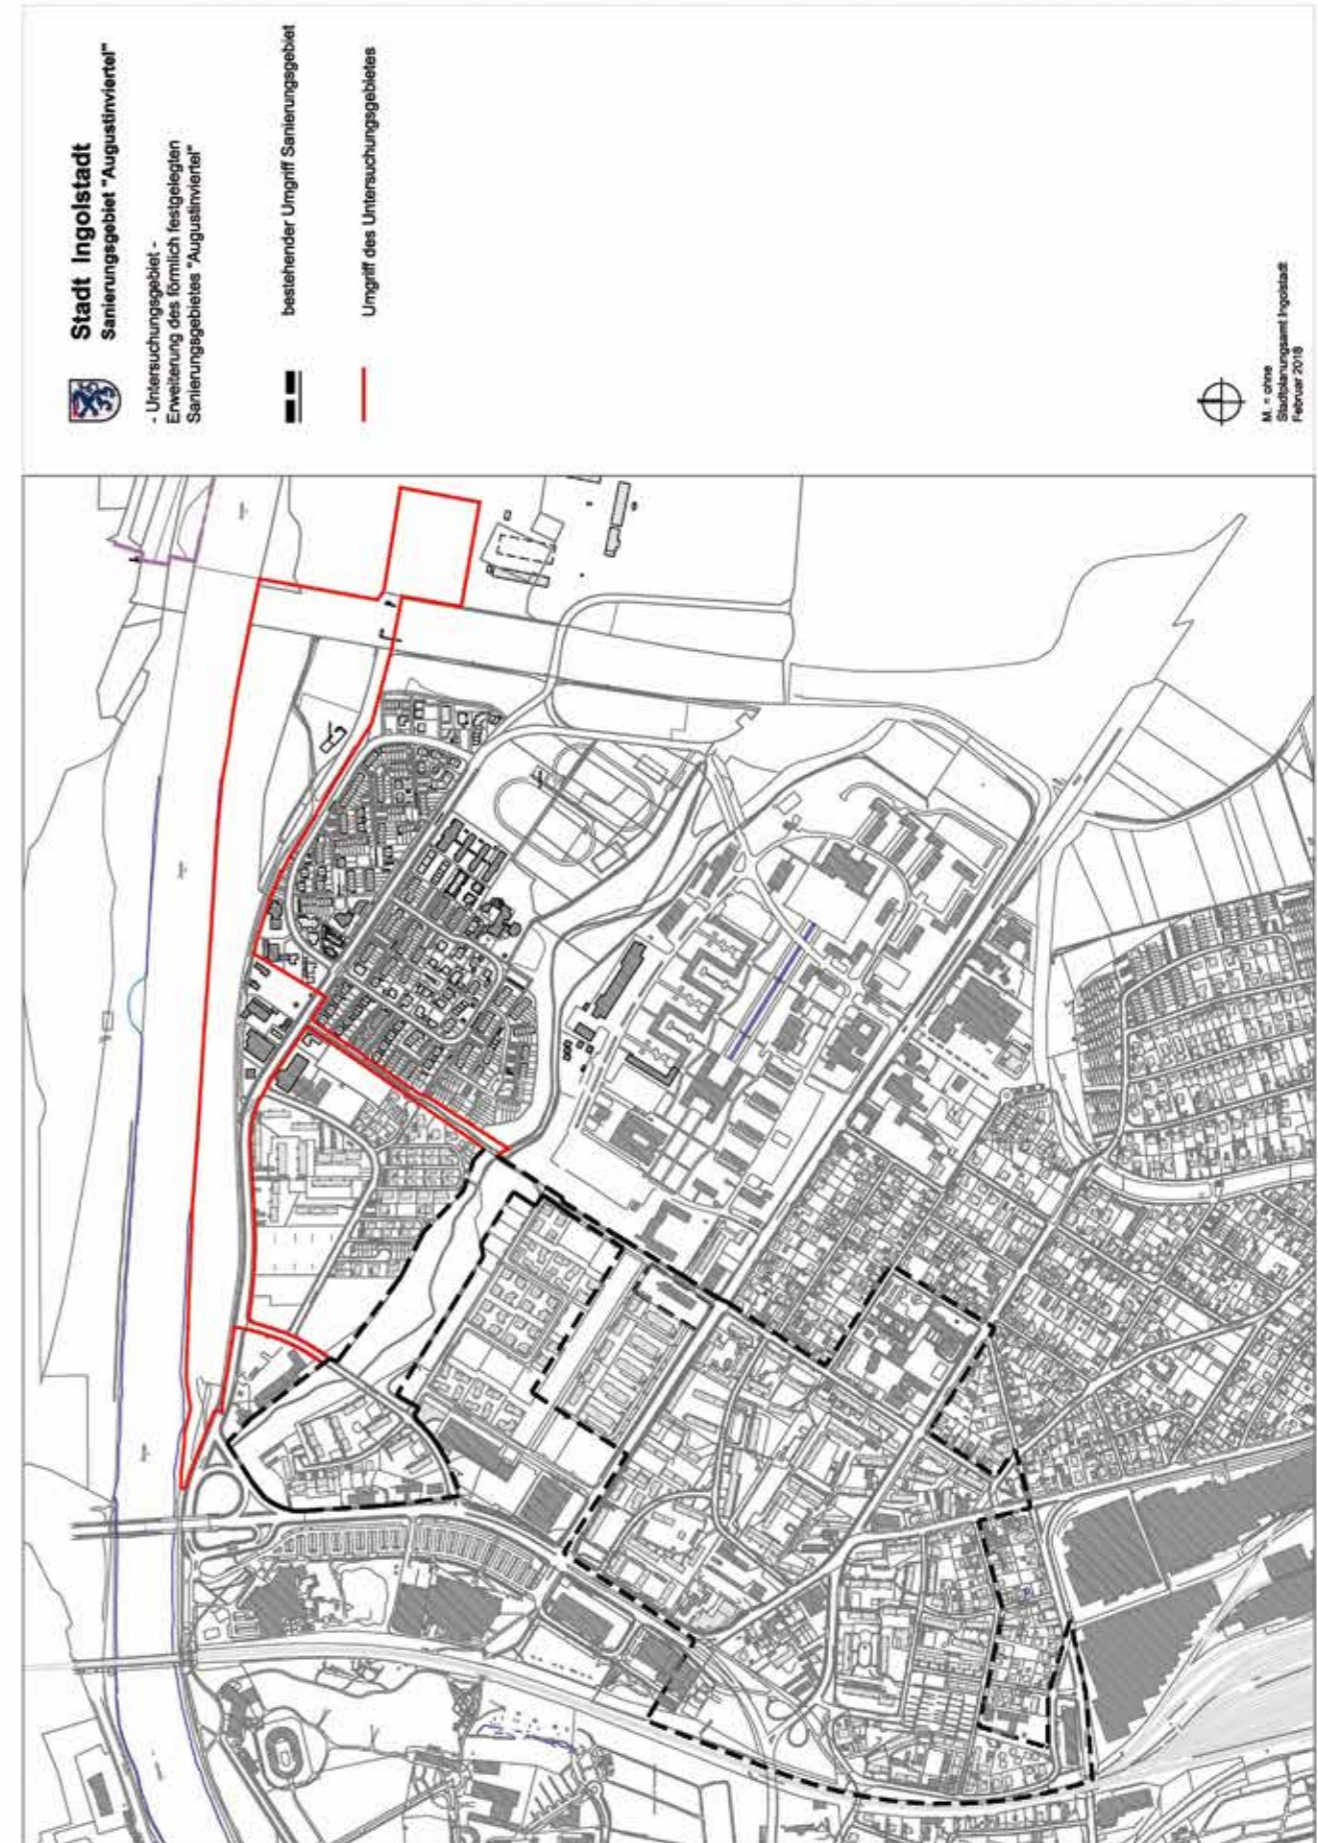 Stadt Ingolstadt
Sanierungsgebiet "Augustinviertel"
- Untersuchungsgebiet -
Erweiterung des förmlich festgelegten
Sanierungsgebietes "Augustinviertel"
bestehender Umgriff Sanierungsgebiet
Umgriff des Untersuchungsgebietes
M. = ohne
Stadtplanungsamt Ingolstadt
Februar 2018